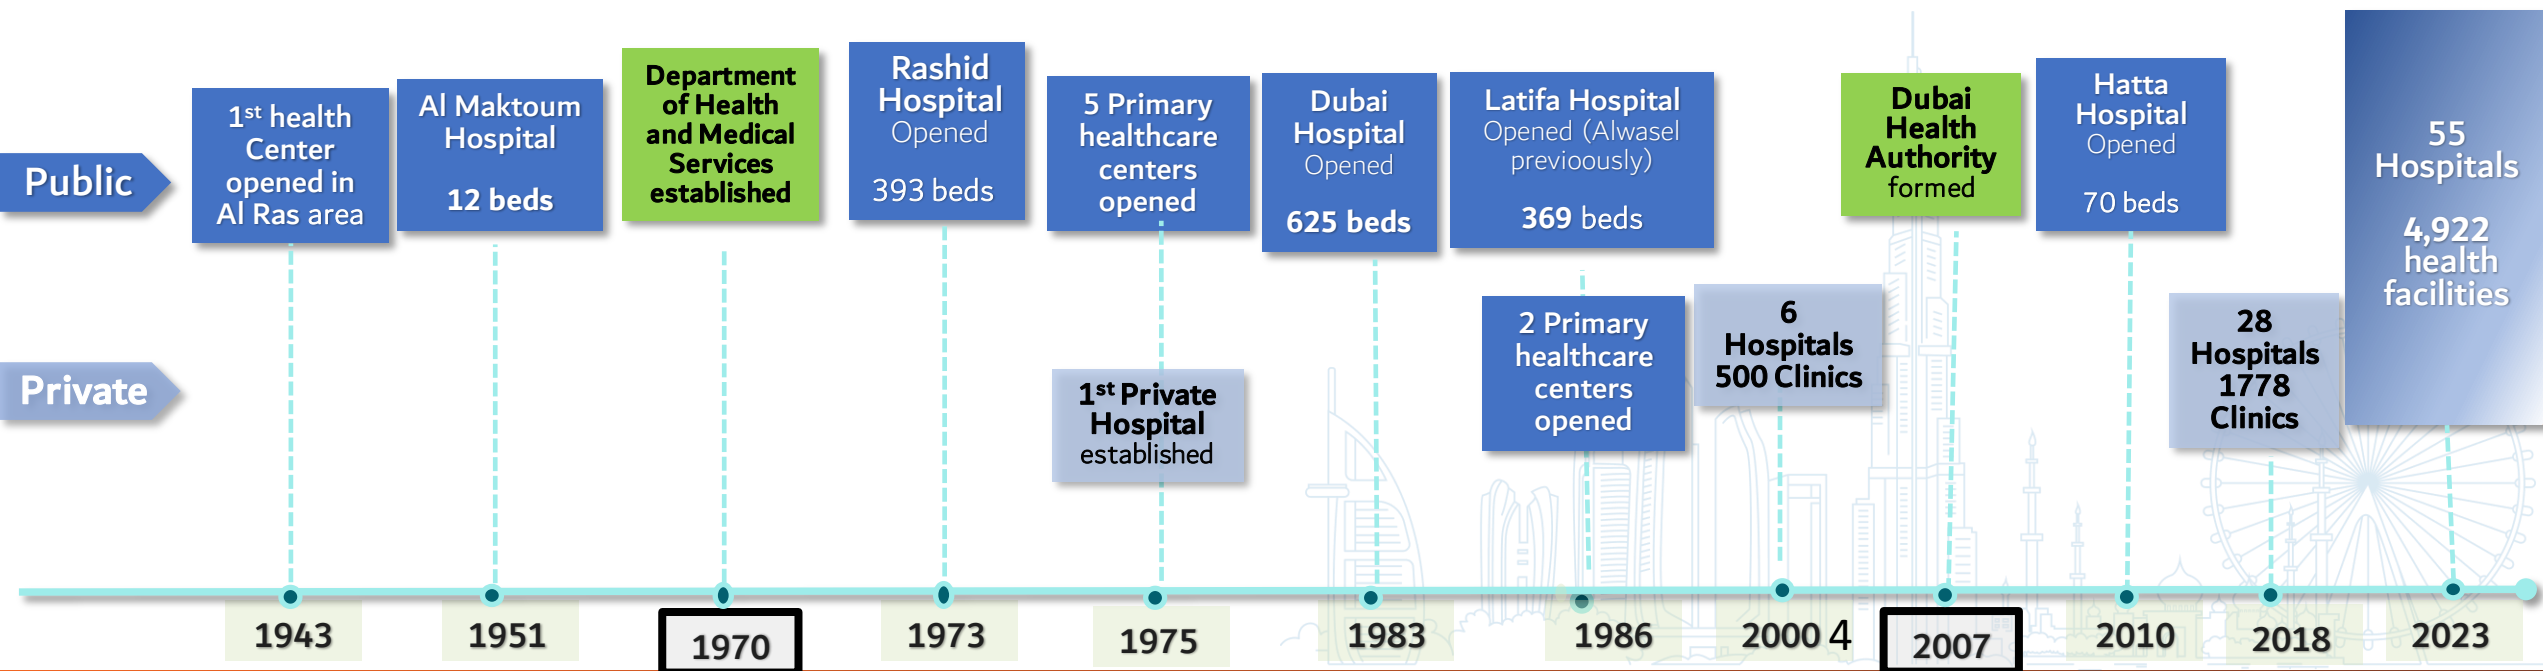 Public
1st health
Center
opened in
Al Ras area
Al Maktoum
Hospital
12 beds
Department
of Health
and Medical
Services
established
Rashid
Hospital
Opened
393 beds
5 Primary
healthcare
centers
opened
Dubai
Hospital
Opened
625 beds
Latifa Hospital
Opened (Alwasel
previoously)
369 beds
Dubai
Health
Authority
formed
Hatta
Hospital
Opened
70 beds
55
Hospitals
4,922
health
facilities
Private
1st Private
Hospital
established
2 Primary
healthcare
centers
opened
6
Hospitals
500 Clinics
28
Hospitals
1778
Clinics
1943
1951
1970
1973
1975
1983
1986
2000 4
2007
2010
2018
2023